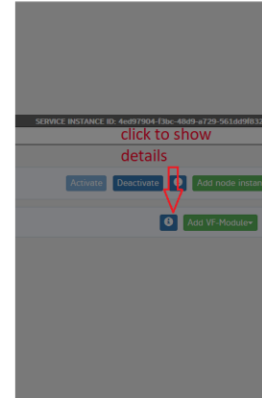 SERVICE INSTANCE ID: 4ed97904-f3bc-48d9-a729-561dd9f832
click to show
details
Activate Deactivate Add node instan
Add VF-Module